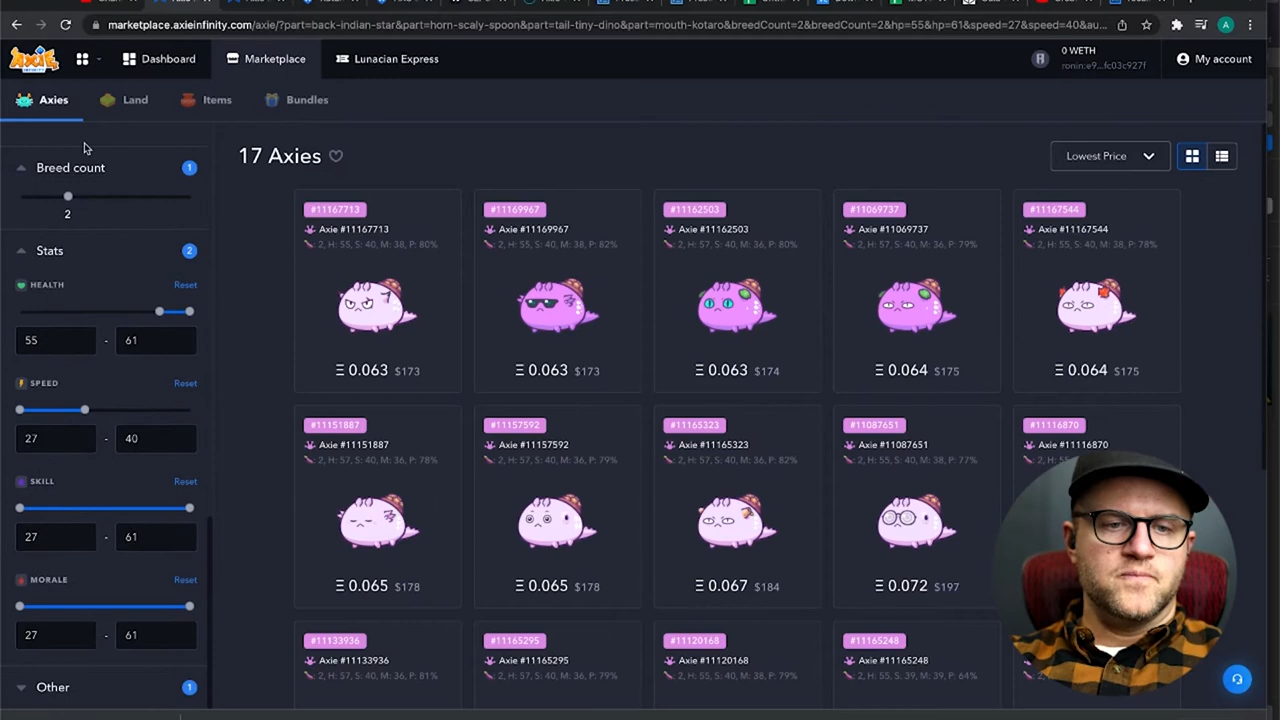 marketplace.axieinfinity.com/axie/?part=back-indian-star&part=horn-scaly-spoon&part=tail-tiny-dino&part=mouth-kotaro&breedCount=2&breedCount=2&hp=55&hp=61&speed=27&speed=40&au...
AXIE INFINITY
Dashboard
Marketplace
Lunacian Express
0 WETH
ronin:e9...fc03c927f
My account
Axies
Land
Items
Bundles
Breed count
1
2
Stats
2
HEALTH
Reset
55 - 61
SPEED
Reset
27 - 40
SKILL
Reset
27 - 61
MORALE
Reset
27 - 61
Other
1
17 Axies
Lowest Price
#11167713
Axie #11167713
2, H: 55, S: 40, M: 38, P: 80%
Ξ 0.063 $173
#11169967
Axie #11169967
2, H: 55, S: 40, M: 38, P: 82%
Ξ 0.063 $173
#11162503
Axie #11162503
2, H: 57, S: 40, M: 36, P: 80%
Ξ 0.063 $174
#11069737
Axie #11069737
2, H: 57, S: 40, M: 36, P: 79%
Ξ 0.064 $175
#11167544
Axie #11167544
2, H: 55, S: 40, M: 38, P: 78%
Ξ 0.064 $175
#11151887
Axie #11151887
2, H: 57, S: 40, M: 36, P: 78%
Ξ 0.065 $178
#11157592
Axie #11157592
2, H: 57, S: 40, M: 36, P: 79%
Ξ 0.065 $178
#11165323
Axie #11165323
2, H: 57, S: 40, M: 36, P: 82%
Ξ 0.067 $184
#11087651
Axie #11087651
2, H: 55, S: 40, M: 38, P: 77%
Ξ 0.072 $197
#11116870
Axie #11116870
#11133936
Axie #11133936
2, H: 57, S: 40, M: 36, P: 81%
#11165295
Axie #11165295
2, H: 57, S: 40, M: 36, P: 79%
#11120168
Axie #11120168
2, H: 57, S: 40, M: 36, P: 79%
#11165248
Axie #11165248
2, H: 55, S: 39, M: 39, P: 64%